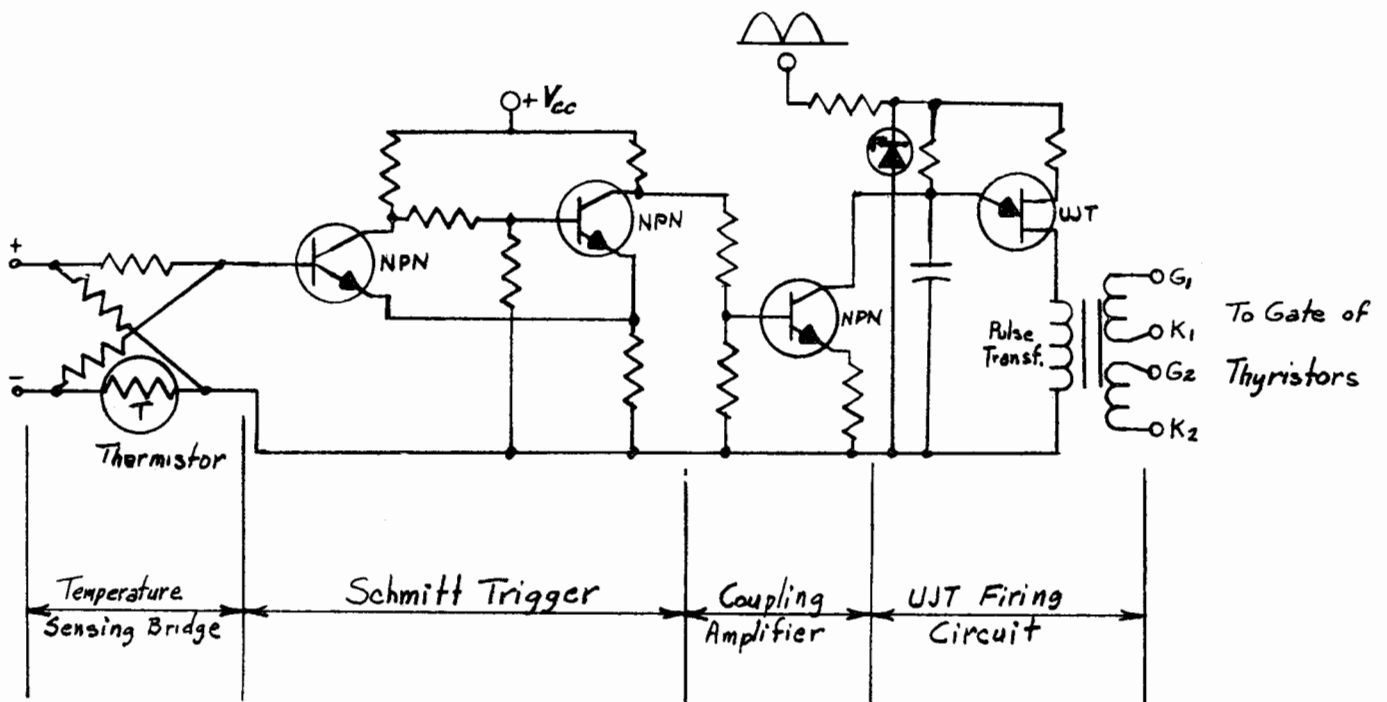 + Vcc
NPN
NPN
UJT
+
NPN
G1
Pulse
Transf.
K1
To Gate of
G2
Thyristors
−
T
K2
Thermistor
Temperature
Sensing Bridge
Schmitt Trigger
Coupling
Amplifier
UJT Firing
Circuit